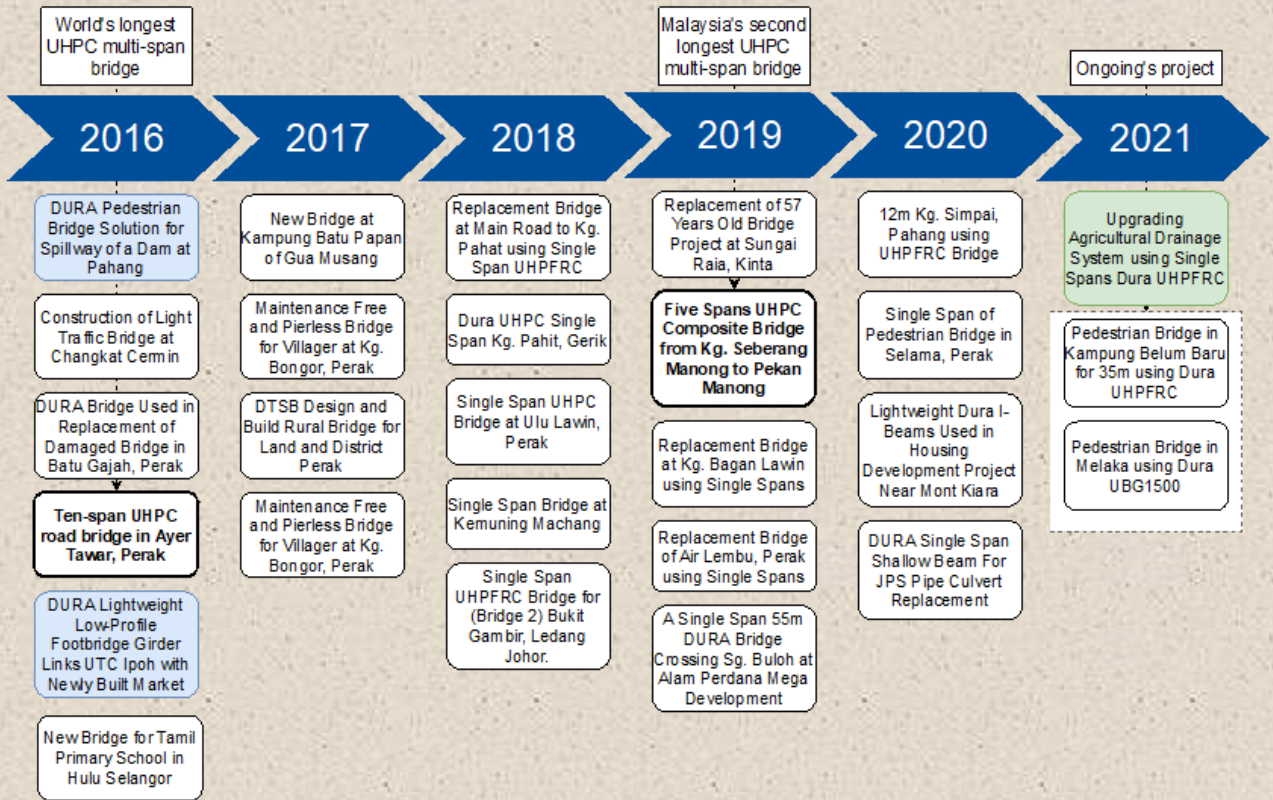 World's longest
UHPC multi-span
bridge
Malaysia's second
longest UHPC
multi-span bridge
Ongoing's project
2016
2017
2018
2019
2020
2021
DURA Pedestrian
Bridge Solution for
Spillway of a Dam at
Pahang
Construction of Light
Traffic Bridge at
Changkat Cermin
DURA Bridge Used in
Replacement of
Damaged Bridge in
Batu Gajah, Perak
Ten-span UHPC
road bridge in Ayer
Tawar, Perak
DURA Lightweight
Low-Profile
Footbridge Girder
Links UTC Ipoh with
Newly Built Market
New Bridge for Tamil
Primary School in
Hulu Selangor
New Bridge at
Kampung Batu Papan
of Gua Musang
Maintenance Free
and Pierless Bridge
for Villager at Kg.
Bongor, Perak
DTSB Design and
Build Rural Bridge for
Land and District
Perak
Maintenance Free
and Pierless Bridge
for Villager at Kg.
Bongor, Perak
Replacement Bridge
at Main Road to Kg.
Pahat using Single
Span UHPFRC
Dura UHPC Single
Span Kg. Pahit, Gerik
Single Span UHPC
Bridge at Ulu Lawin,
Perak
Single Span Bridge at
Kemuning Machang
Single Span
UHPFRC Bridge for
(Bridge 2) Bukit
Gambir, Ledang
Johor.
Replacement of 57
Years Old Bridge
Project at Sungai
Raia, Kinta
Five Spans UHPC
Composite Bridge
from Kg. Seberang
Manong to Pekan
Manong
Replacement Bridge
at Kg. Bagan Lawin
using Single Spans
Replacement Bridge
of Air Lembu, Perak
using Single Spans
A Single Span 55m
DURA Bridge
Crossing Sg. Buloh at
Alam Perdana Mega
Development
12m Kg. Simpai,
Pahang using
UHPFRC Bridge
Single Span of
Pedestrian Bridge in
Selama, Perak
Lightweight Dura I-
Beams Used in
Housing
Development Project
Near Mont Kiara
DURA Single Span
Shallow Beam For
JPS Pipe Culvert
Replacement
Upgrading
Agricultural Drainage
System using Single
Spans Dura UHPFRC
Pedestrian Bridge in
Kampung Belum Baru
for 35m using Dura
UHPFRC
Pedestrian Bridge in
Melaka using Dura
UBG1500